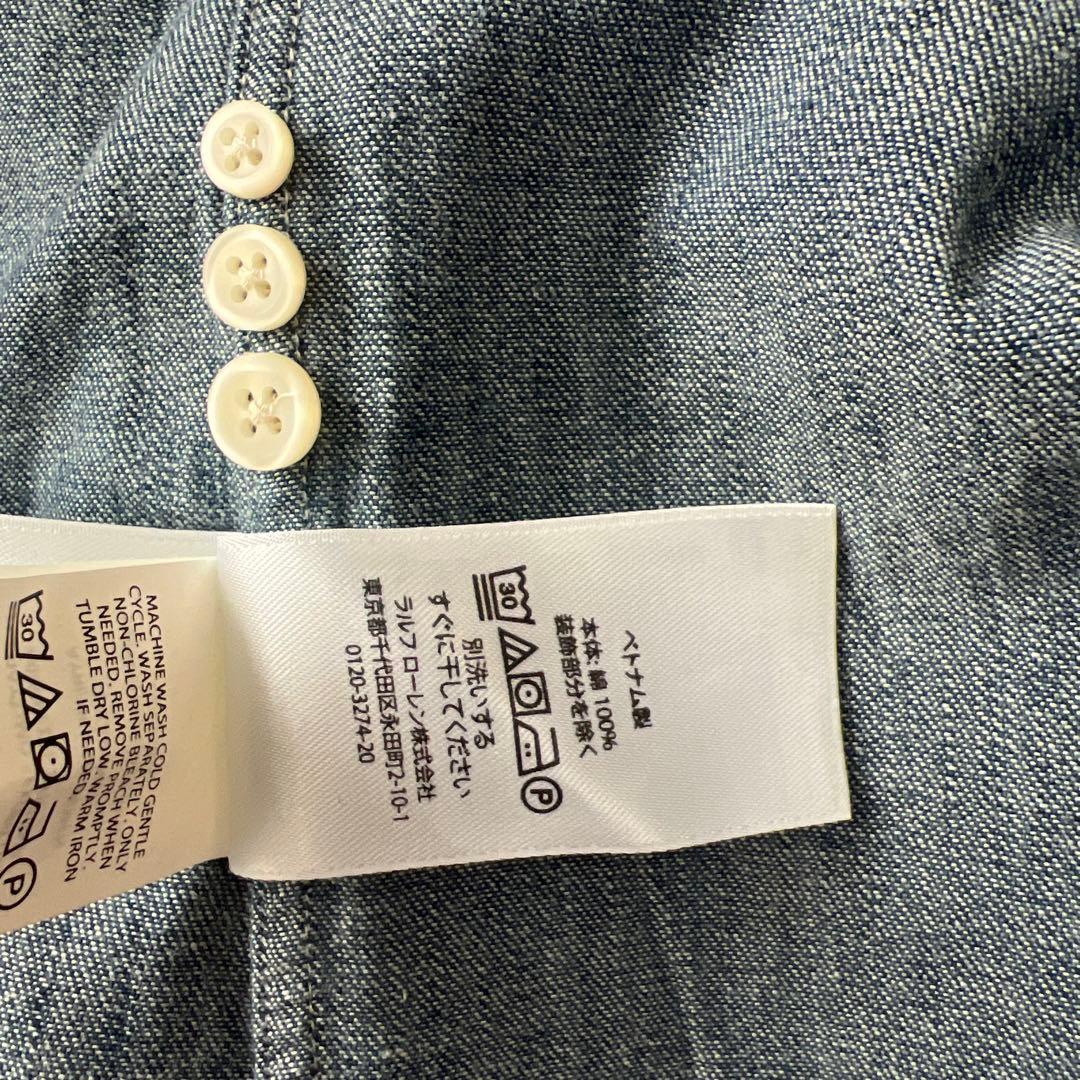 MACHINE WASH COLD GENTLE
CYCLE. WASH SEPARATELY. ONLY
NON-CHLORINE BLEACH WHEN
NEEDED. REMOVE PROMPTLY.
TUMBLE DRY LOW. WARM IRON
IF NEEDED.
30
P
ベトナム製
本体: 綿 100%
装飾部分を除く
30
P
別洗いする
すぐに干してください
ラルフ ローレン株式会社
東京都千代田区永田町2-10-1
0120-3274-20